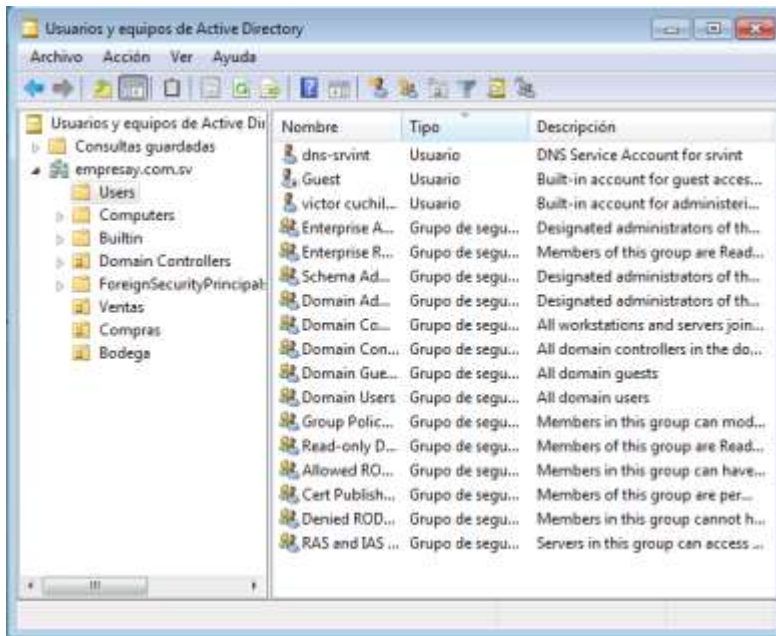 Usuarios y equipos de Active Directory
Archivo Acción Ver Ayuda
Usuarios y equipos de Active Dir
Consultas guardadas
empresay.com.sv
Users
Computers
Builtin
Domain Controllers
ForeignSecurityPrincipal:
Ventas
Compras
Bodega
Nombre Tipo Descripción
dns-srvint Usuario DNS Service Account for srvint
Guest Usuario Built-in account for guest acces...
victor cuchil... Usuario Built-in account for administeri...
Enterprise A... Grupo de segu... Designated administrators of th...
Enterprise R... Grupo de segu... Members of this group are Read...
Schema Ad... Grupo de segu... Designated administrators of th...
Domain Ad... Grupo de segu... Designated administrators of th...
Domain Co... Grupo de segu... All workstations and servers join...
Domain Con... Grupo de segu... All domain controllers in the do...
Domain Gue... Grupo de segu... All domain guests
Domain Users Grupo de segu... All domain users
Group Polic... Grupo de segu... Members in this group can mod...
Read-only D... Grupo de segu... Members of this group are Read...
Allowed RO... Grupo de segu... Members in this group can have...
Cert Publish... Grupo de segu... Members of this group are per...
Denied ROD... Grupo de segu... Members in this group cannot h...
RAS and IAS ... Grupo de segu... Servers in this group can access ...